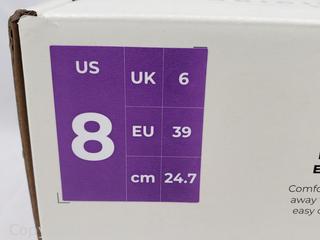 US
8
UK 6
EU 39
cm 24.7
E
Comfo
away
easy